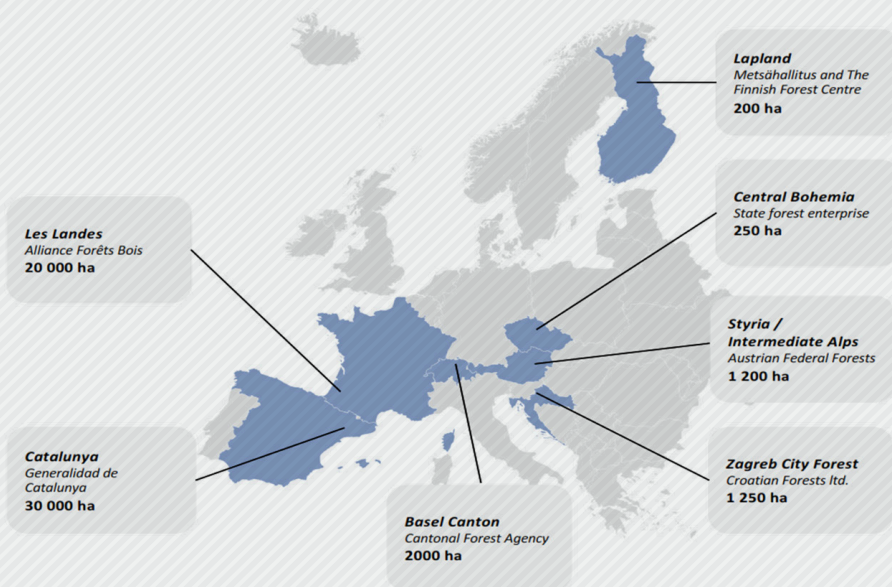 Lapland
Metsähallitus and The
Finnish Forest Centre
200 ha
Central Bohemia
State forest enterprise
250 ha
Les Landes
Alliance Forêts Bois
20 000 ha
Styria /
Intermediate Alps
Austrian Federal Forests
1 200 ha
Catalunya
Generalidad de
Catalunya
30 000 ha
Zagreb City Forest
Croatian Forests ltd.
1 250 ha
Basel Canton
Cantonal Forest Agency
2000 ha